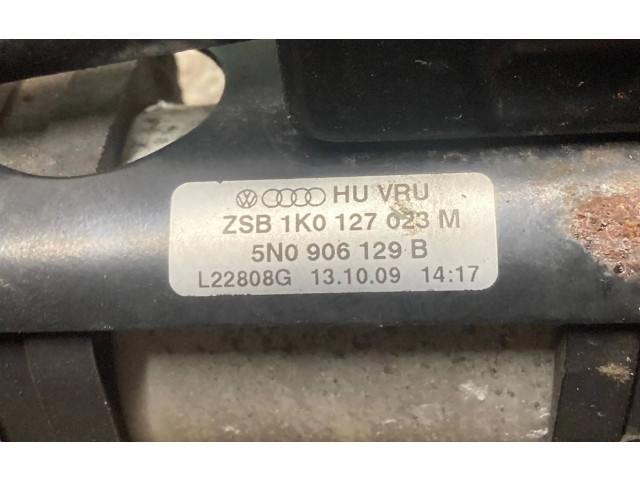 HU VRU
ZSB 1K0 127 023 M
5N0 906 129 B
L22808G 13.10.09 14:17